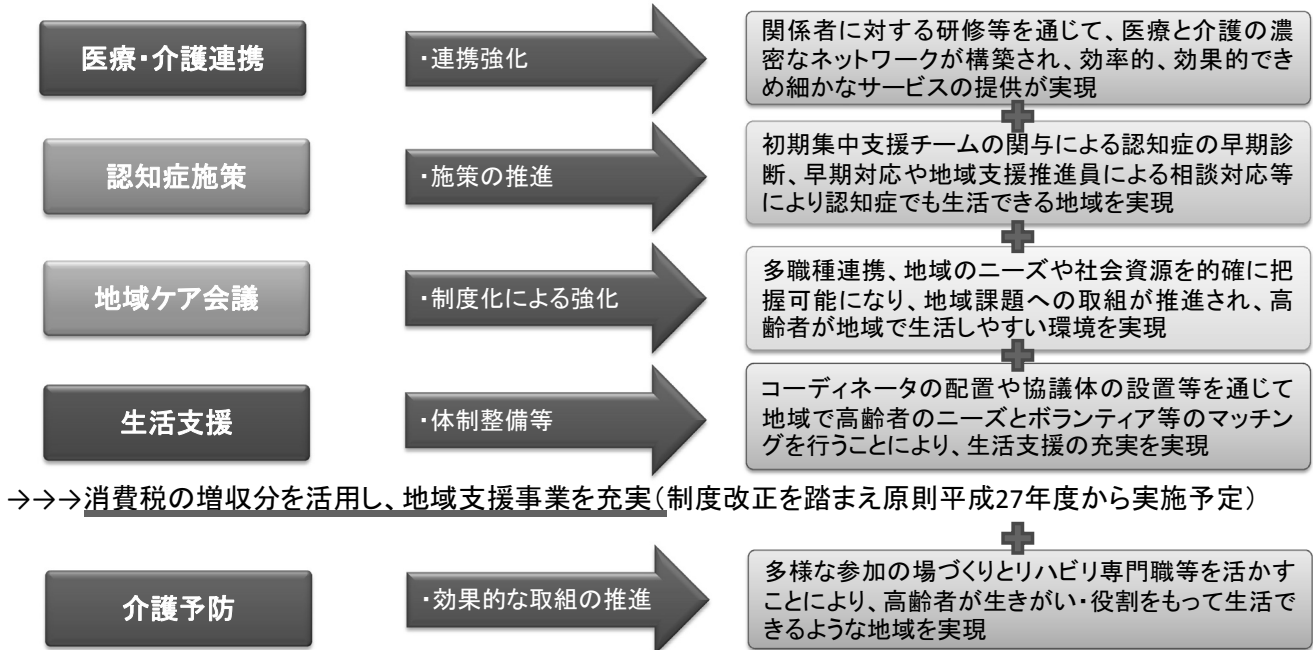 医療・介護連携
・連携強化
関係者に対する研修等を通じて、医療と介護の濃
密なネットワークが構築され、効率的、効果的でき
め細かなサービスの提供が実現
認知症施策
・施策の推進
初期集中支援チームの関与による認知症の早期診
断、早期対応や地域支援推進員による相談対応等
により認知症でも生活できる地域を実現
地域ケア会議
・制度化による強化
多職種連携、地域のニーズや社会資源を的確に把
握可能になり、地域課題への取組が推進され、高
齢者が地域で生活しやすい環境を実現
生活支援
・体制整備等
コーディネータの配置や協議体の設置等を通じて
地域で高齢者のニーズとボランティア等のマッチン
グを行うことにより、生活支援の充実を実現
→→→消費税の増収分を活用し、地域支援事業を充実(制度改正を踏まえ原則平成27年度から実施予定)
介護予防
・効果的な取組の推進
多様な参加の場づくりとリハビリ専門職等を活かす
ことにより、高齢者が生きがい・役割をもって生活で
きるような地域を実現